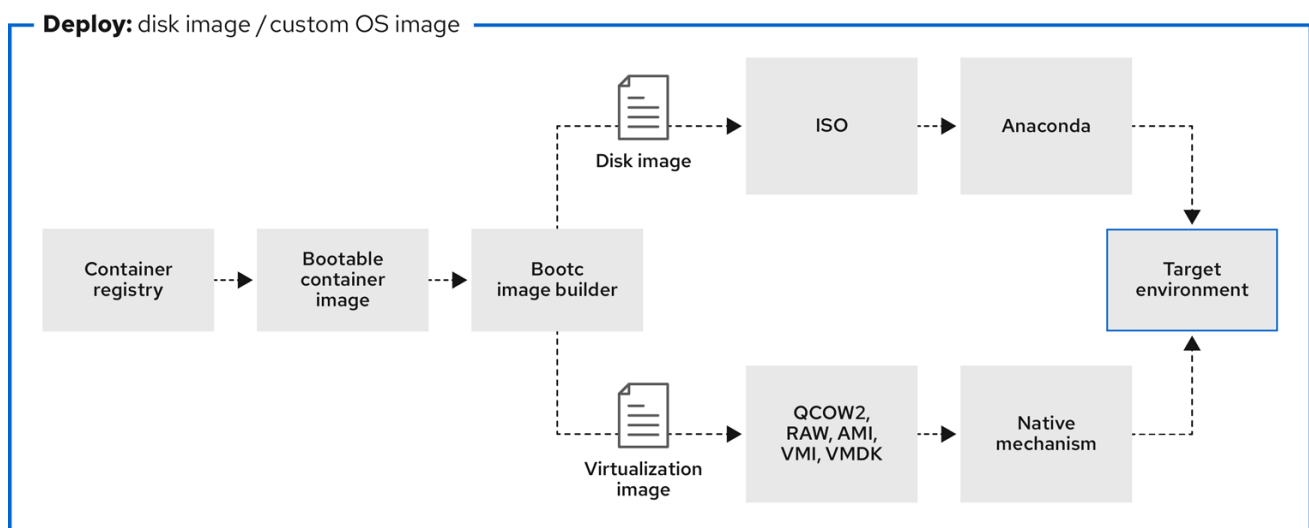 Deploy: disk image / custom OS image
Disk image
ISO
Anaconda
Container
registry
Bootable
container
image
Bootc
image builder
Target
environment
Virtualization
image
QCOW2,
RAW, AMI,
VMI, VMDK
Native
mechanism